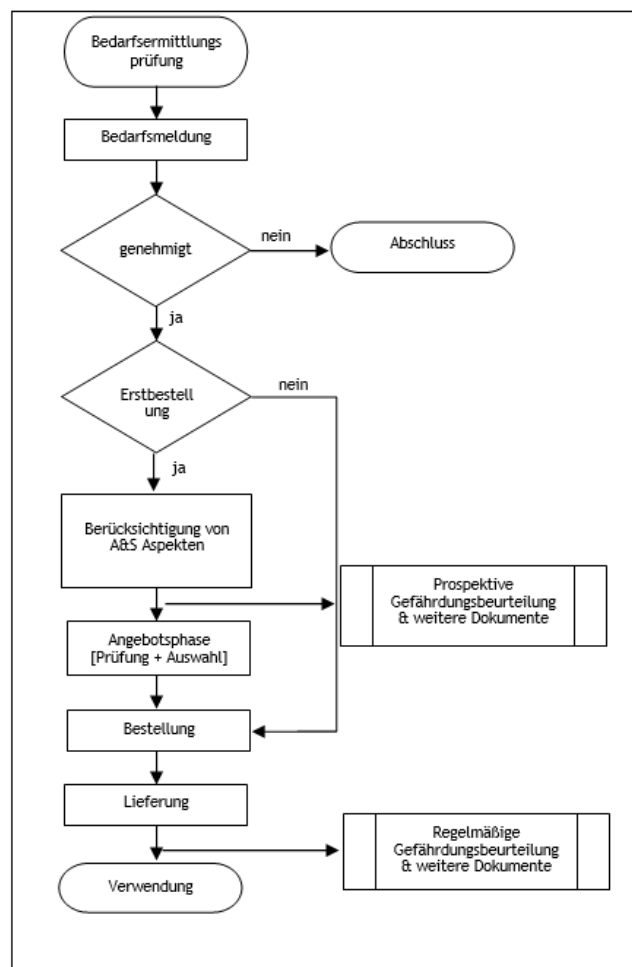 Bedarfsermittlungs
prüfung
Bedarfsmeldung
genehmigt
nein
Abschluss
ja
Erstbestell
ung
nein
ja
Berücksichtigung von
A&S Aspekten
Prospektive
Gefährdungsbeurteilung
& weitere Dokumente
Angebotsphase
[Prüfung + Auswahl]
Bestellung
Lieferung
Regelmäßige
Gefährdungsbeurteilung
& weitere Dokumente
Verwendung